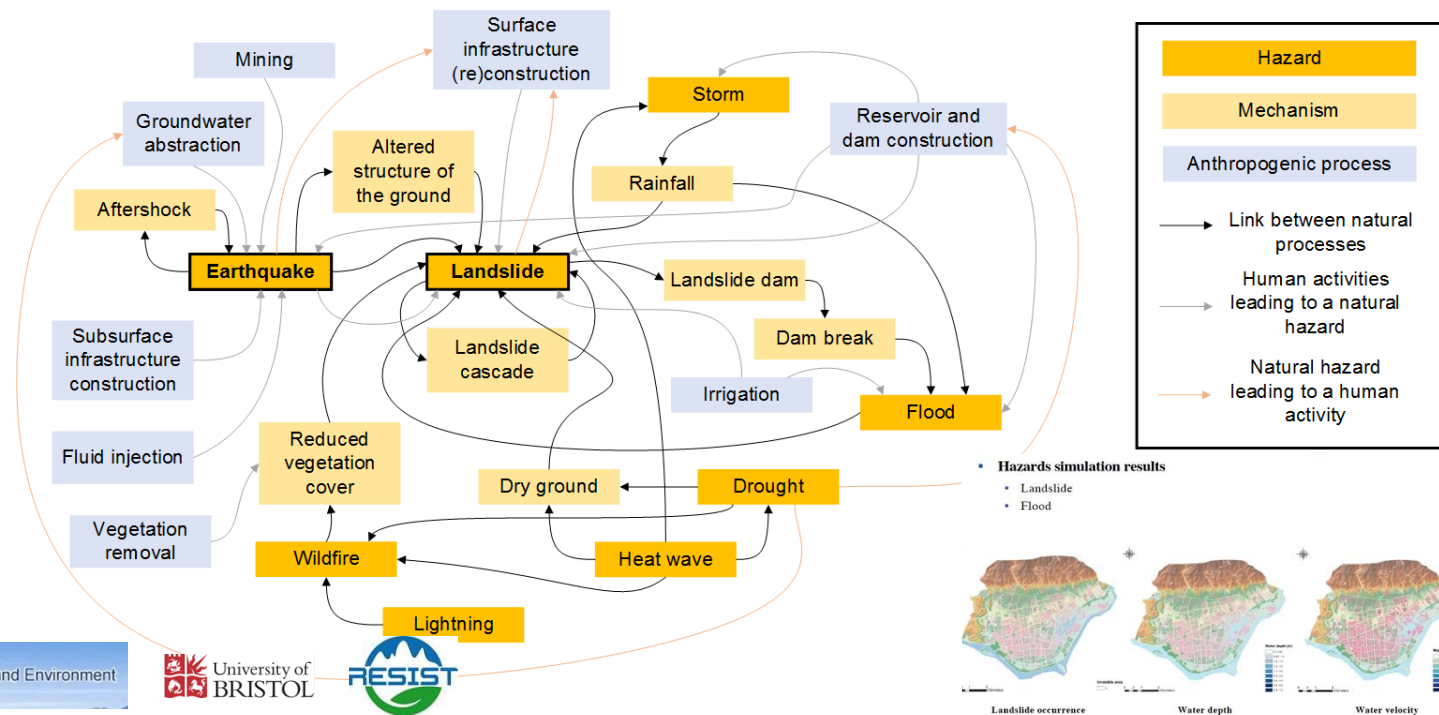 Surface
infrastructure
(re)construction
Mining
Storm
Groundwater
abstraction
Reservoir and
dam construction
Altered
structure of
the ground
Rainfall
Aftershock
Earthquake
Landslide
Landslide dam
Subsurface
infrastructure
construction
Landslide
cascade
Dam break
Irrigation
Flood
Fluid injection
Reduced
vegetation
cover
Dry ground
Drought
Vegetation
removal
Wildfire
Heat wave
Lightning
Hazard
Mechanism
Anthropogenic process
Link between natural
processes
Human activities
leading to a natural
hazard
Natural hazard
leading to a human
activity
• Hazards simulation results
• Landslide
• Flood
Landslide occurrence
Water depth
Water velocity
nd Environment
University of
BRISTOL
RESIST